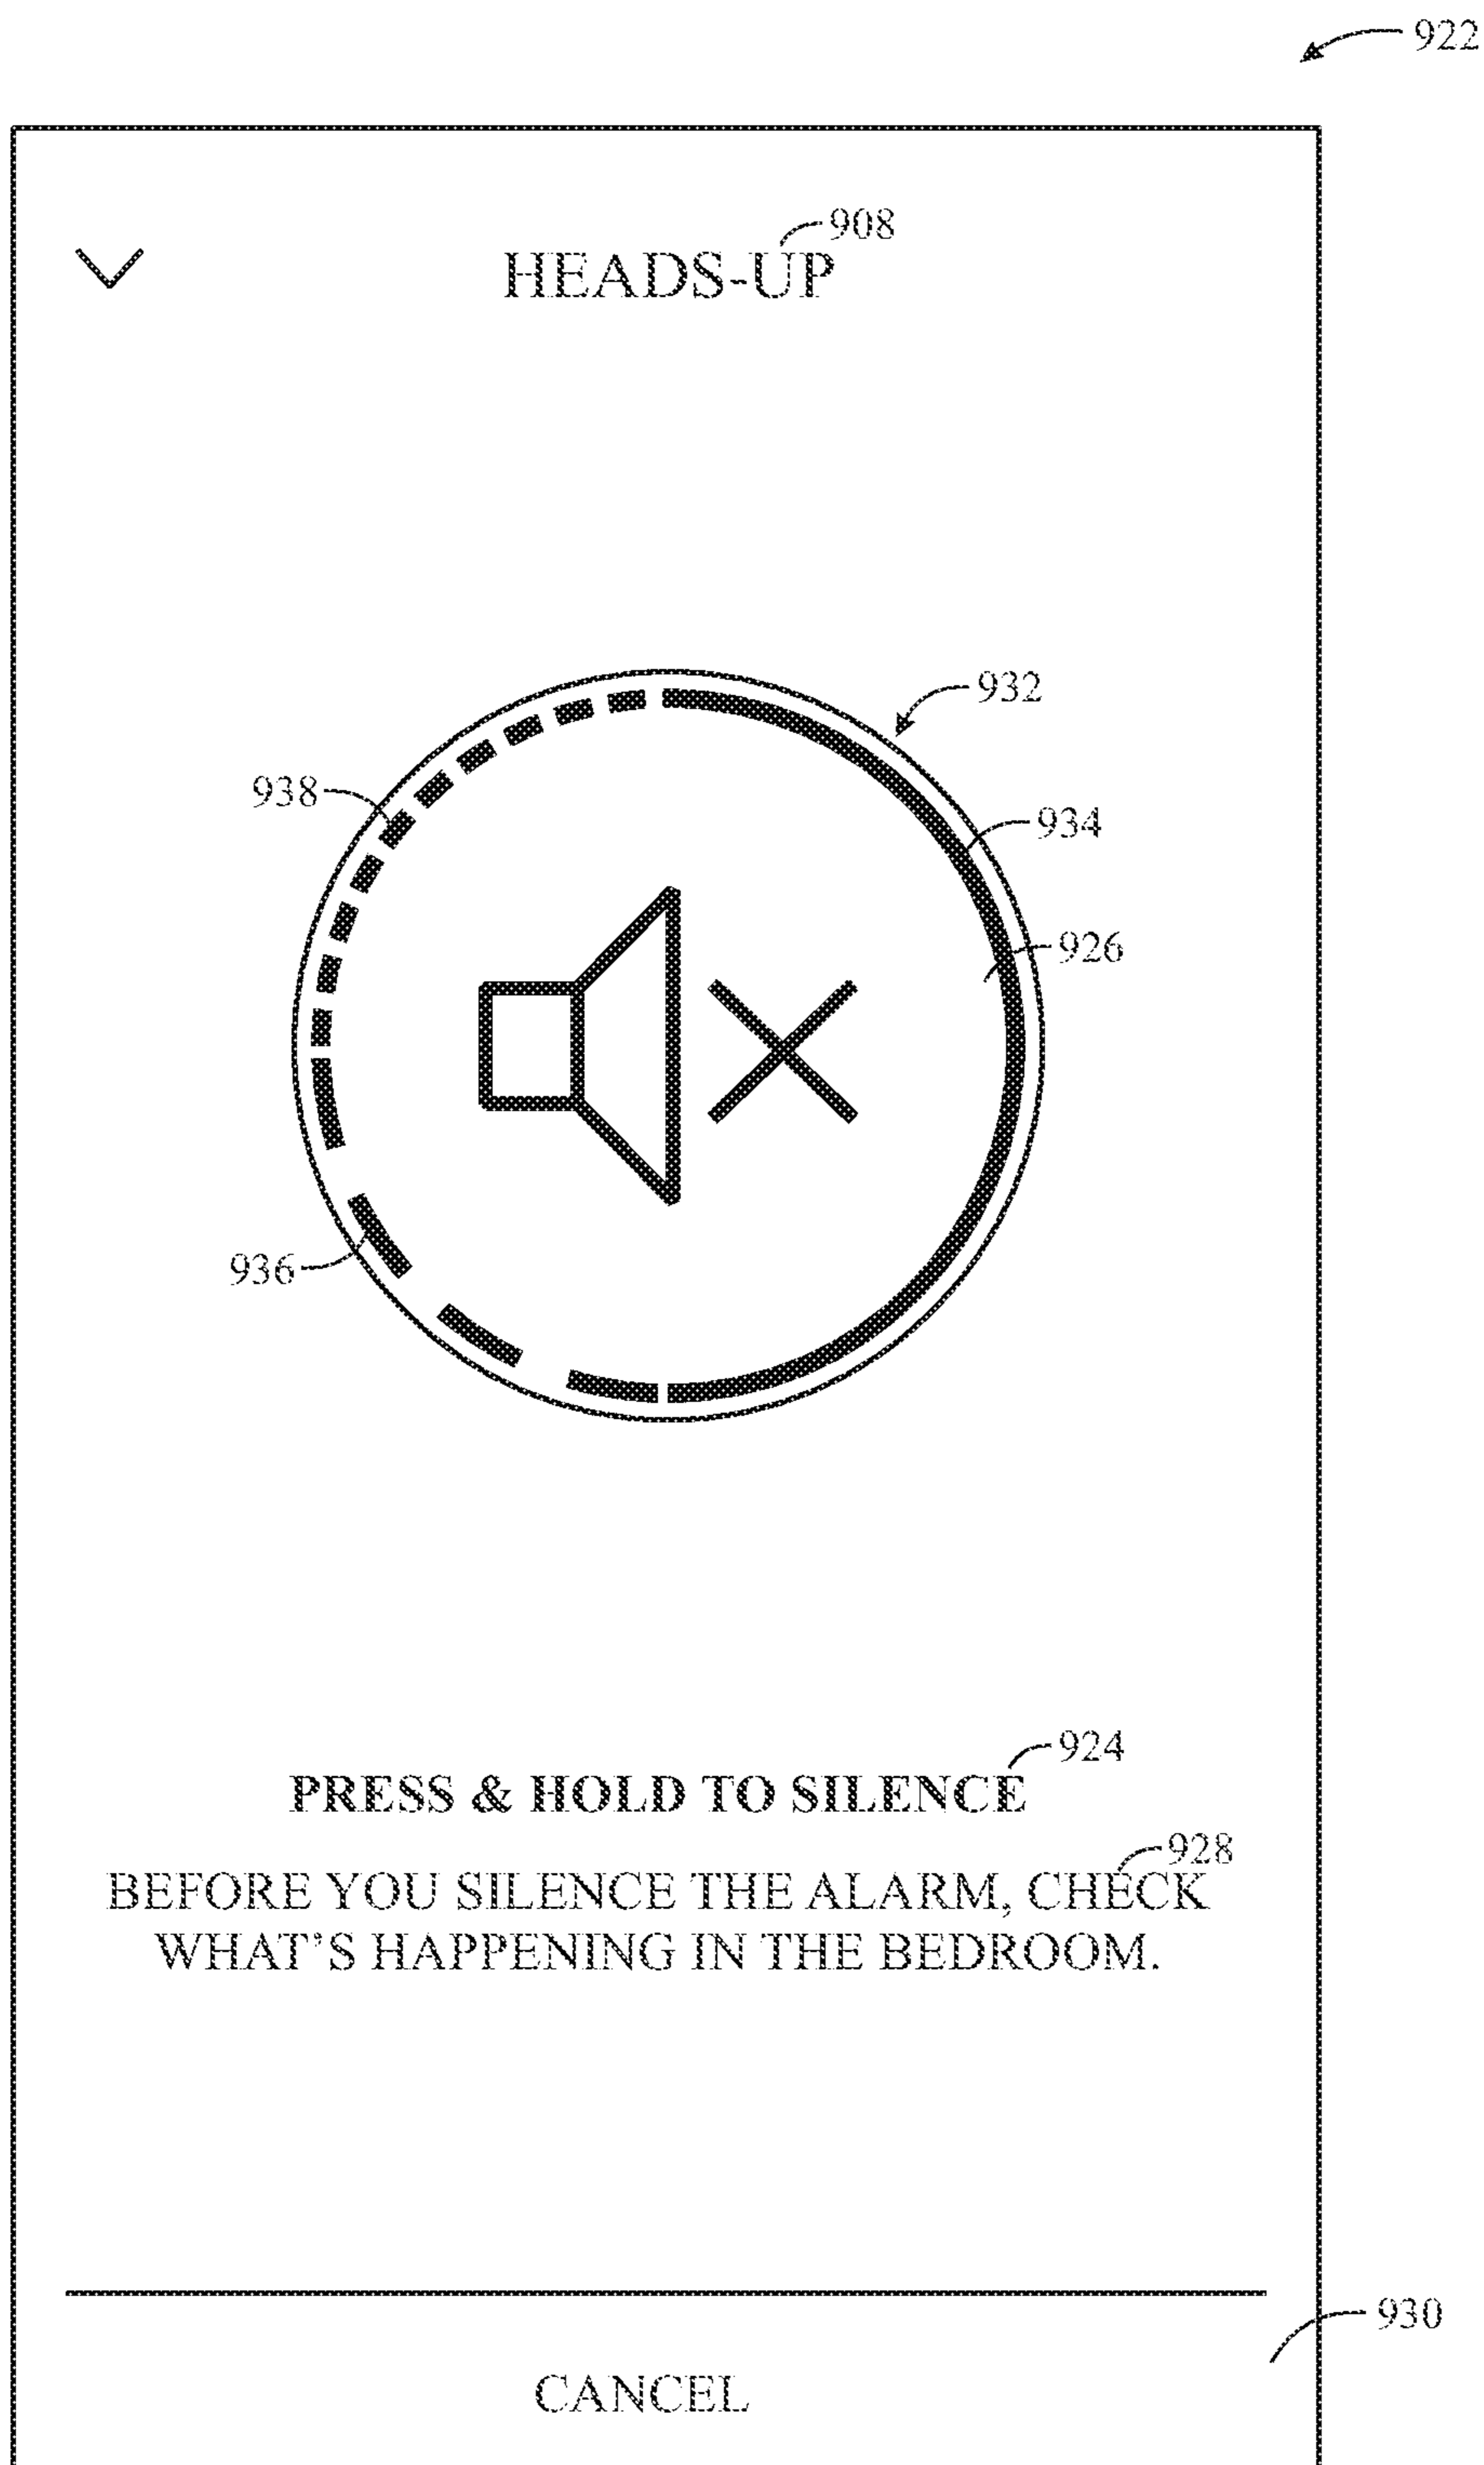 922
908
HEADS-UP
932
938
934
926
936
924
PRESS & HOLD TO SILENCE
928
BEFORE YOU SILENCE THE ALARM, CHECK
WHAT'S HAPPENING IN THE BEDROOM.
930
CANCEL